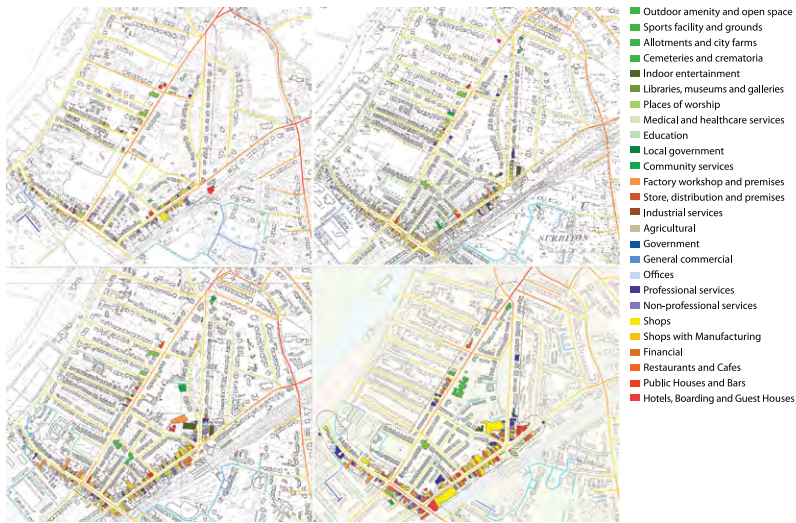 Outdoor amenity and open space
Sports facility and grounds
Allotments and city farms
Cemeteries and crematoria
Indoor entertainment
Libraries, museums and galleries
Places of worship
Medical and healthcare services
Education
Local government
Community services
Factory workshop and premises
Store, distribution and premises
Industrial services
Agricultural
Government
General commercial
Offices
Professional services
Non-professional services
Shops
Shops with Manufacturing
Financial
Restaurants and Cafes
Public Houses and Bars
Hotels, Boarding and Guest Houses
SURBITON